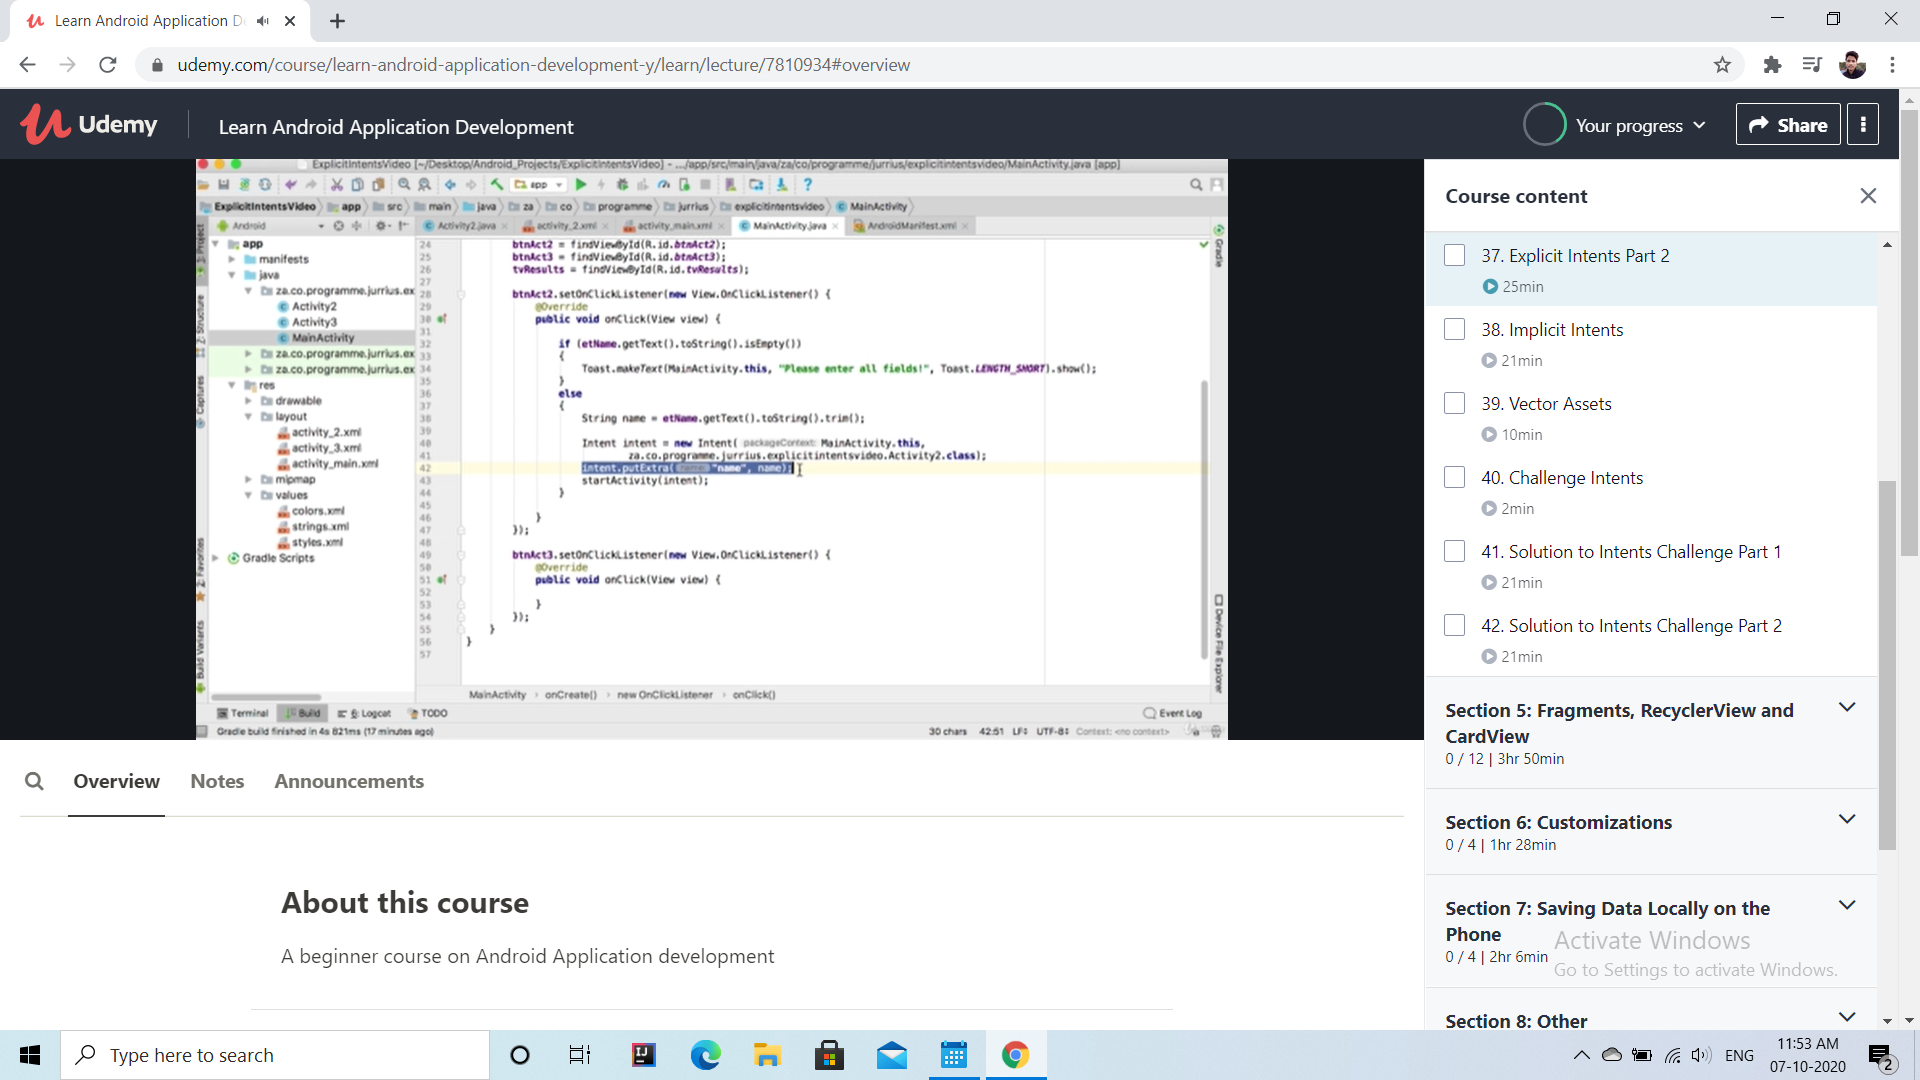 Learn Android Application D
udemy.com/course/learn-android-application-development-y/learn/lecture/7810934#overview
Udemy
Learn Android Application Development
Your progress
Share
ExplicitIntentsVideo [~/Desktop/Android_Projects/ExplicitIntentsVideo] - .../app/src/main/java/za/co/programme/jurrius/explicitintentsvideo/MainActivity.java [app]
app
ExplicitIntentsVideo app src main java za co programme jurrius explicitintentsvideo MainActivity
Android
Activity2.java activity_2.xml activity_main.xml MainActivity.java AndroidManifest.xml
app
manifests
java
za.co.programme.jurrius.ex
Activity2
Activity3
MainActivity
za.co.programme.jurrius.ex
za.co.programme.jurrius.ex
res
drawable
layout
activity_2.xml
activity_3.xml
activity_main.xml
mipmap
values
colors.xml
strings.xml
styles.xml
Gradle Scripts
24 btnAct2 = findViewById(R.id.btnAct2);
25 btnAct3 = findViewById(R.id.btnAct3);
26 tvResults = findViewById(R.id.tvResults);
27
28 btnAct2.setOnClickListener(new View.OnClickListener() {
29 @Override
30 public void onClick(View view) {
31
32 if (etName.getText().toString().isEmpty())
33 {
34 Toast.makeText(MainActivity.this, "Please enter all fields!", Toast.LENGTH_SHORT).show();
35 }
36 else
37 {
38 String name = etName.getText().toString().trim();
39
40 Intent intent = new Intent( packageContext: MainActivity.this,
41 za.co.programme.jurrius.explicitintentsvideo.Activity2.class);
42 intent.putExtra( name: "name", name);
43 startActivity(intent);
44 }
45
46 }
47 });
48
49 btnAct3.setOnClickListener(new View.OnClickListener() {
50 @Override
51 public void onClick(View view) {
52
53 }
54 });
55 }
56 }
57
MainActivity onCreate() new OnClickListener onClick()
Terminal Build 6: Logcat TODO
Event Log
Gradle build finished in 4s 821ms (17 minutes ago)
30 chars 42:51 LF UTF-8 Context: <no context>
Project
Z: Structure
Captures
2: Favorites
Build Variants
Gradle
Device File Explorer
Overview Notes Announcements
About this course
A beginner course on Android Application development
Course content
37. Explicit Intents Part 2
25min
38. Implicit Intents
21min
39. Vector Assets
10min
40. Challenge Intents
2min
41. Solution to Intents Challenge Part 1
21min
42. Solution to Intents Challenge Part 2
21min
Section 5: Fragments, RecyclerView and
CardView
0 / 12 | 3hr 50min
Section 6: Customizations
0 / 4 | 1hr 28min
Section 7: Saving Data Locally on the
Phone
0 / 4 | 2hr 6min
Section 8: Other
Activate Windows
Go to Settings to activate Windows.
Type here to search
ENG
11:53 AM
07-10-2020
2